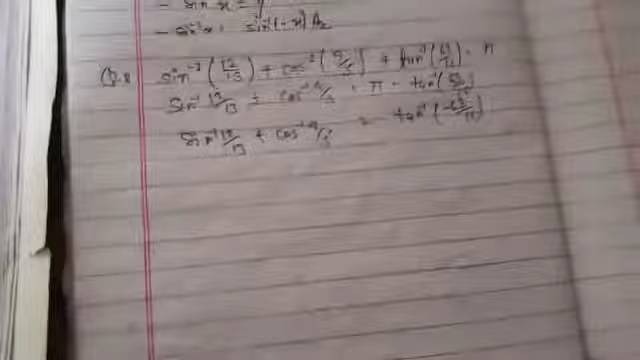 - sin x = y
- sin⁻¹x = sin⁻¹(-x) Az
Q.8 sin⁻¹(12/13) + cos⁻¹(4/5) + tan⁻¹(63/16) = π
sin⁻¹ 12/13 + cos⁻¹ 4/5 = π - tan⁻¹(63/16)
sin⁻¹ 12/13 + cos⁻¹ 4/5 = tan⁻¹(-63/16)